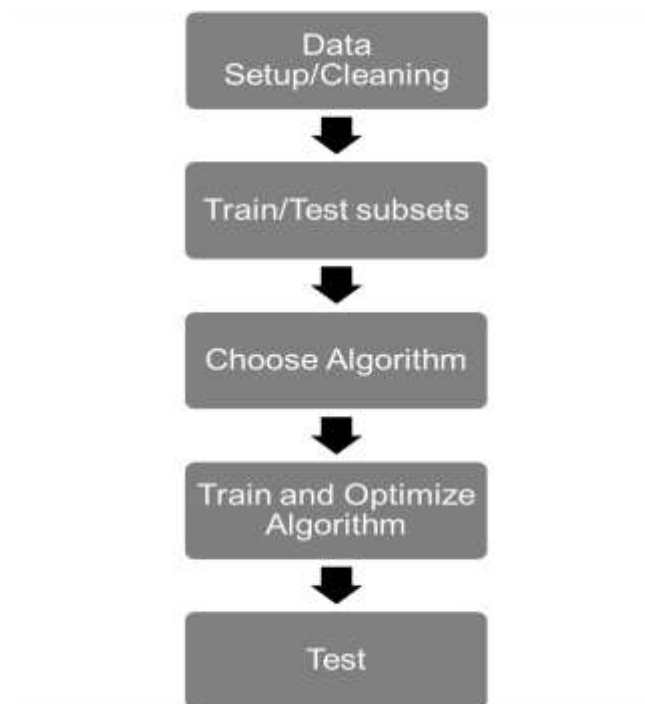 Data
Setup/Cleaning
Train/Test subsets
Choose Algorithm
Train and Optimize
Algorithm
Test